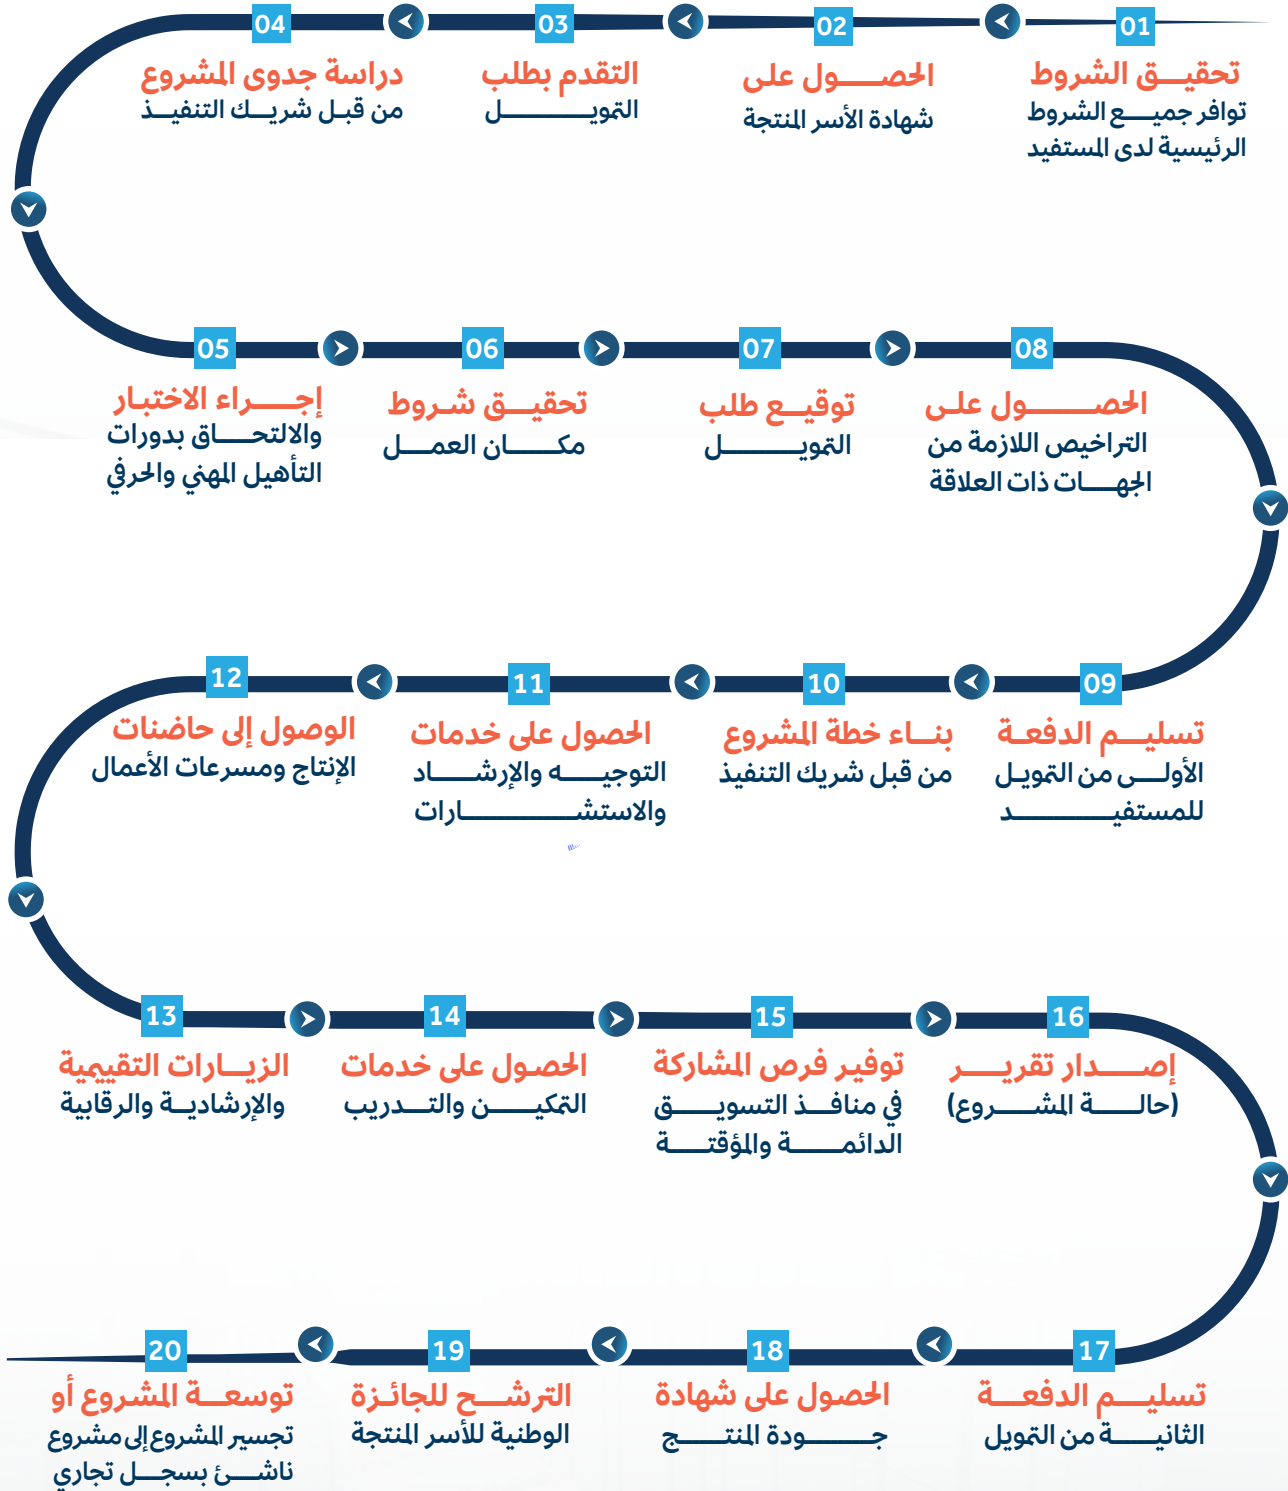 01
تحقيق الشروط
توافر جميع الشروط
الرئيسية لدى المستفيد
02
الحصول على
شهادة الأسر المنتجة
03
التقدم بطلب
التمويل
04
دراسة جدوى المشروع
من قبل شريك التنفيذ
05
إجراء الاختبار
والالتحاق بدورات
التأهيل المهني والحرفي
06
تحقيق شروط
مكان العمل
07
توقيع طلب
التمويل
08
الحصول على
التراخيص اللازمة من
الجهات ذات العلاقة
09
تسليم الدفعة
الأولى من التمويل
للمستفيد
10
بناء خطة المشروع
من قبل شريك التنفيذ
11
الحصول على خدمات
التوجيه والإرشاد
والاستشارات
12
الوصول إلى حاضنات
الإنتاج ومسرعات الأعمال
13
الزيارات التقييمية
والإرشادية والرقابية
14
الحصول على خدمات
التمكين والتدريب
15
توفير فرص المشاركة
في منافذ التسويق
الدائمة والمؤقتة
16
إصدار تقرير
(حالة المشروع)
17
تسليم الدفعة
الثانية من التمويل
18
الحصول على شهادة
جودة المنتج
19
الترشح للجائزة
الوطنية للأسر المنتجة
20
توسعة المشروع أو
تجسير المشروع إلى مشروع
ناشئ بسجل تجاري